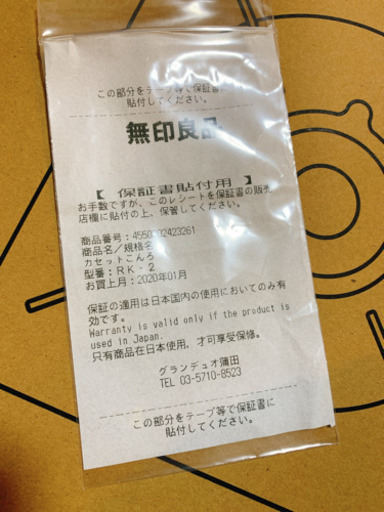 この部分をテープ等で保証書に
貼付してください。
無印良品
【 保証書貼付用 】
お手数ですが、このレシートを保証書の販売
店欄に貼付の上、保管してください。
商品番号:4550002423261
商品名/規格名
カセットこんろ
型番:RK-2
お買上月:2020年01月
保証の適用は日本国内の使用においてのみ有
効です。
Warranty is valid only if the product is
used in Japan.
只有商品在日本使用，才可享受保修。
グランデュオ蒲田
TEL 03-5710-8523
この部分をテープ等で保証書に
貼付してください。